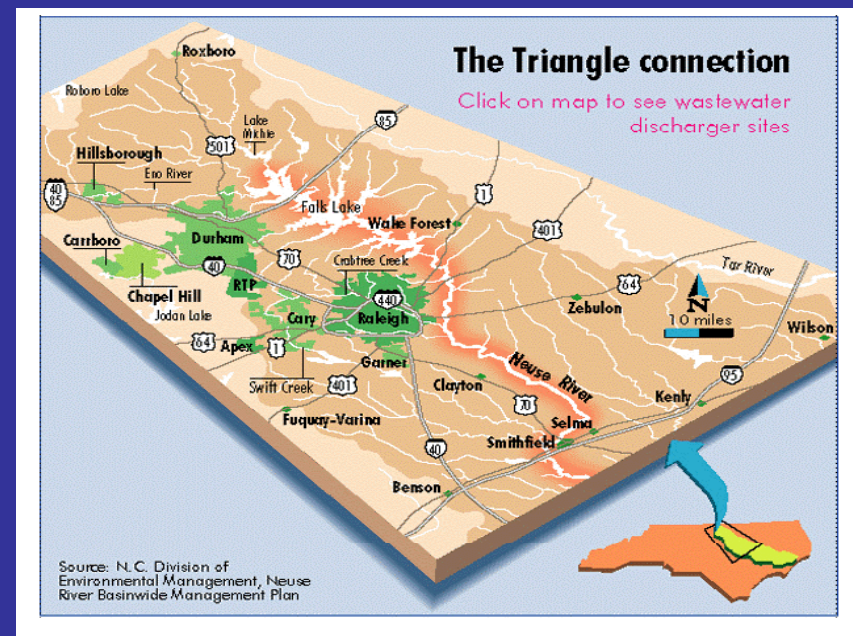 The Triangle connection
Click on map to see wastewater
discharger sites
Roxboro
Roboro Lake
Lake
Michie
85
501
Hillsborough
Eno River
40
85
1
Falls Lake
Wake Forest
401
Carrboro
Durham
70
Crabtree Creek
Tar River
40
RTP
64
N
Chapel Hill
440
Zebulon
10 miles
Jodan Lake
Cary
Raleigh
Wilson
64
Apex
1
Garner
Neuse River
95
Swift Creek
401
Clayton
70
Kenly
Fuquay-Varina
Selma
Smithfield
40
Benson
Source: N.C. Division of
Environmental Management, Neuse
River Basinwide Management Plan